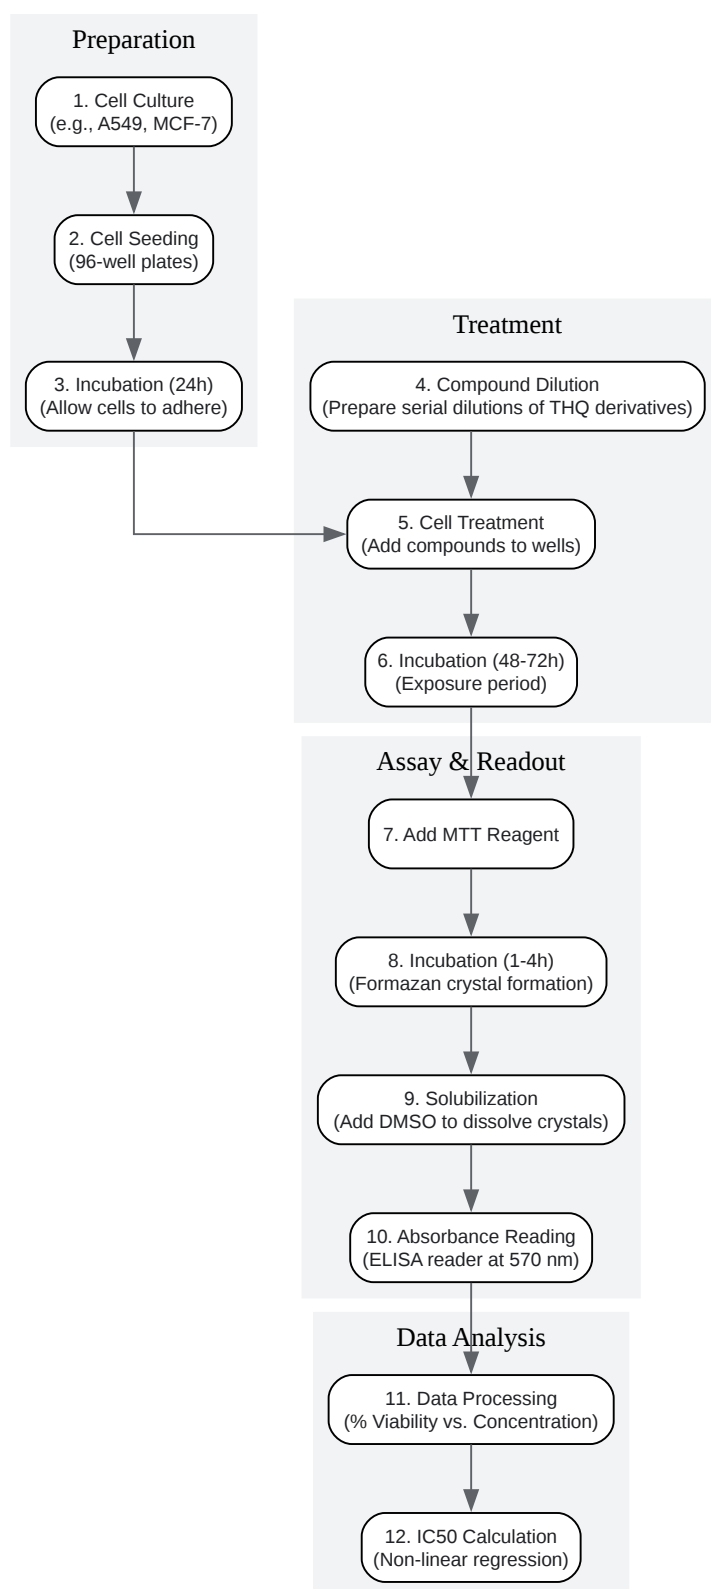 Preparation
1. Cell Culture
(e.g., A549, MCF-7)
2. Cell Seeding
(96-well plates)
3. Incubation (24h)
(Allow cells to adhere)
Treatment
4. Compound Dilution
(Prepare serial dilutions of THQ derivatives)
5. Cell Treatment
(Add compounds to wells)
6. Incubation (48-72h)
(Exposure period)
Assay & Readout
7. Add MTT Reagent
8. Incubation (1-4h)
(Formazan crystal formation)
9. Solubilization
(Add DMSO to dissolve crystals)
10. Absorbance Reading
(ELISA reader at 570 nm)
Data Analysis
11. Data Processing
(% Viability vs. Concentration)
12. IC50 Calculation
(Non-linear regression)